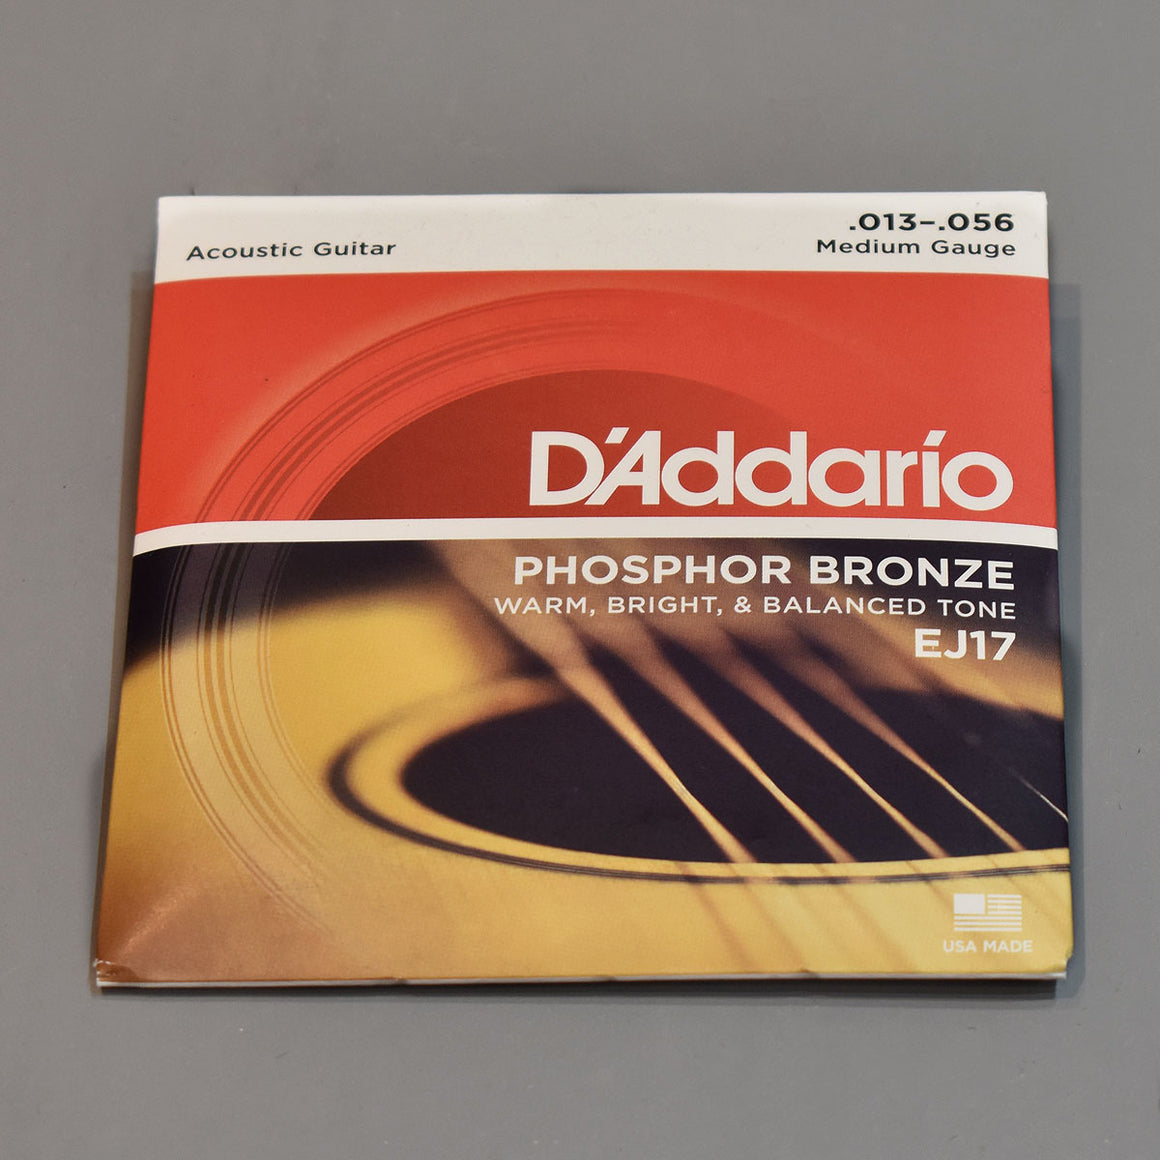 Acoustic Guitar
.013–.056
Medium Gauge
D'Addario
PHOSPHOR BRONZE
WARM, BRIGHT, & BALANCED TONE
EJ17
USA MADE